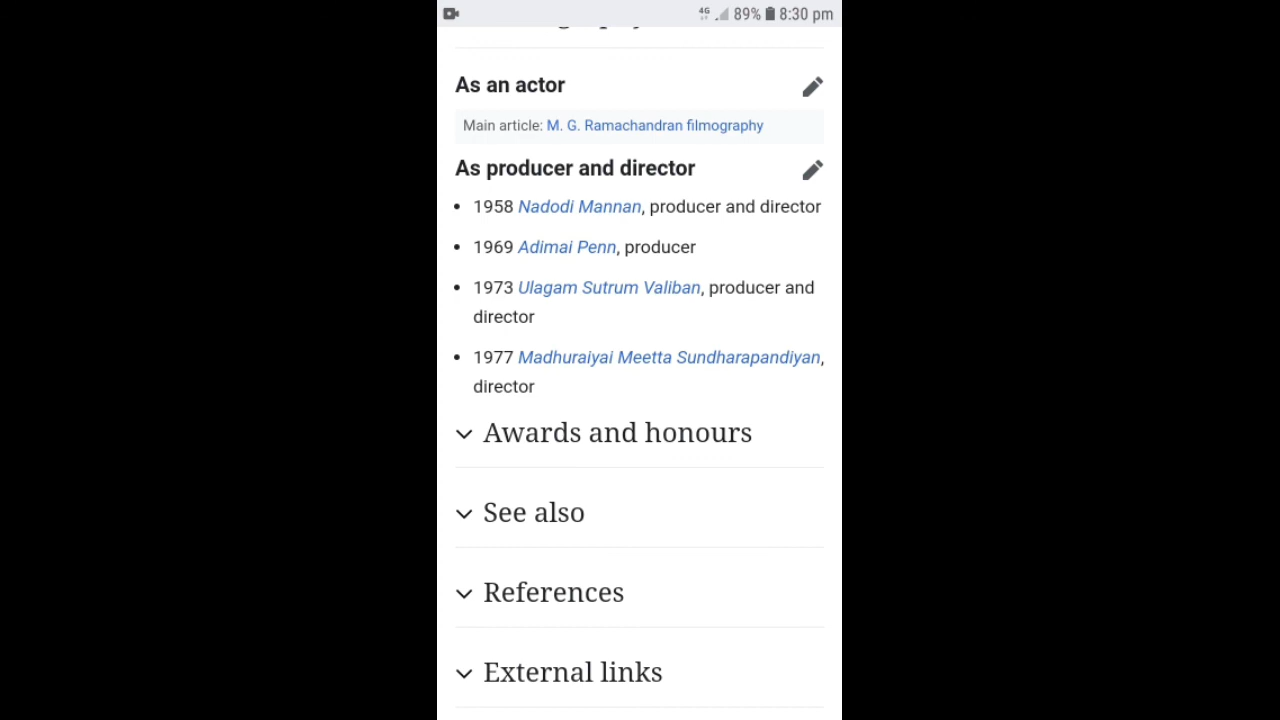 4G 89% 8:30 pm
As an actor
Main article: M. G. Ramachandran filmography
As producer and director
1958 Nadodi Mannan, producer and director
1969 Adimai Penn, producer
1973 Ulagam Sutrum Valiban, producer and
director
1977 Madhuraiyai Meetta Sundharapandiyan,
director
Awards and honours
See also
References
External links